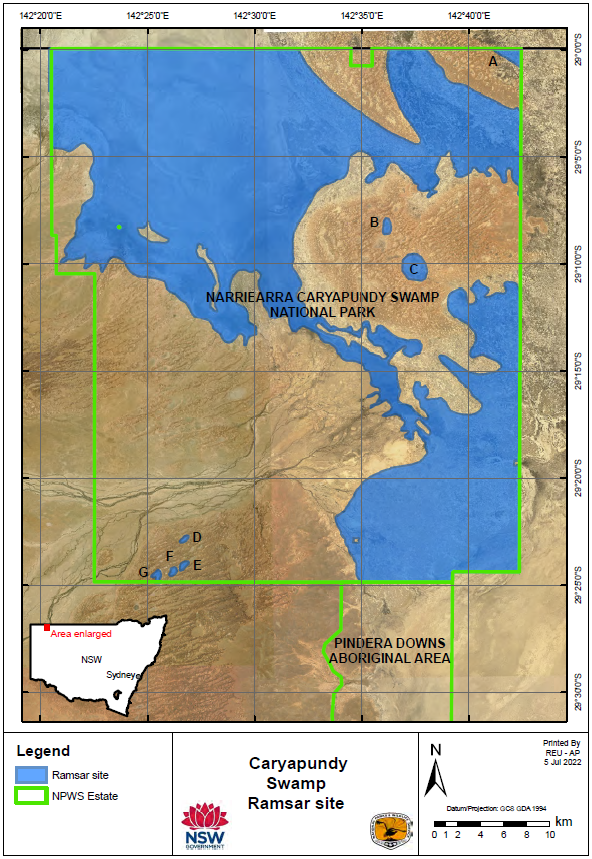 142°20'0"E 142°25'0"E 142°30'0"E 142°35'0"E 142°40'0"E
29°0'0"S
A
29°5'0"S
B
C
29°10'0"S
NARRIEARRA CARYAPUNDY SWAMP
NATIONAL PARK
29°15'0"S
29°20'0"S
D
F
E
G
29°25'0"S
Area enlarged
NSW
Sydney
PINDERA DOWNS
ABORIGINAL AREA
29°30'0"S
Legend
Ramsar site
NPWS Estate
Caryapundy
Swamp
Ramsar site
NSW
GOVERNMENT
N
Printed By
REU - AP
5 Jul 2022
Datum/Projection: GCS GDA 1994
0 1 2 4 6 8 10 km